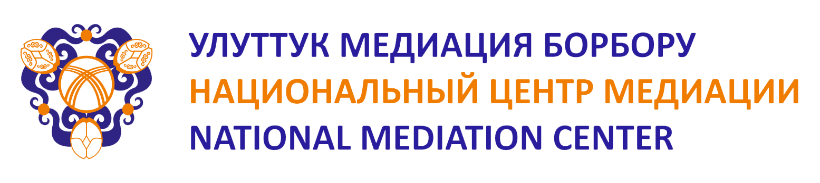 УЛУТТУК МЕДИАЦИЯ БОРБОРУ
НАЦИОНАЛЬНЫЙ ЦЕНТР МЕДИАЦИИ
NATIONAL MEDIATION CENTER